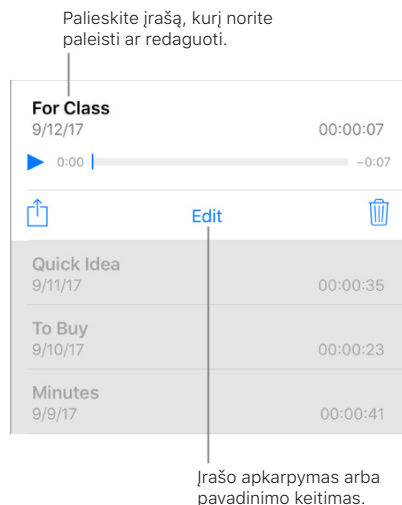 Palieskite įrašą, kurį norite
paleisti ar redaguoti.
For Class
9/12/17 00:00:07
0:00 −0:07
Edit
Quick Idea
9/11/17 00:00:35
To Buy
9/10/17 00:00:23
Minutes
9/9/17 00:00:41
Įrašo apkarpymas arba
pavadinimo keitimas.